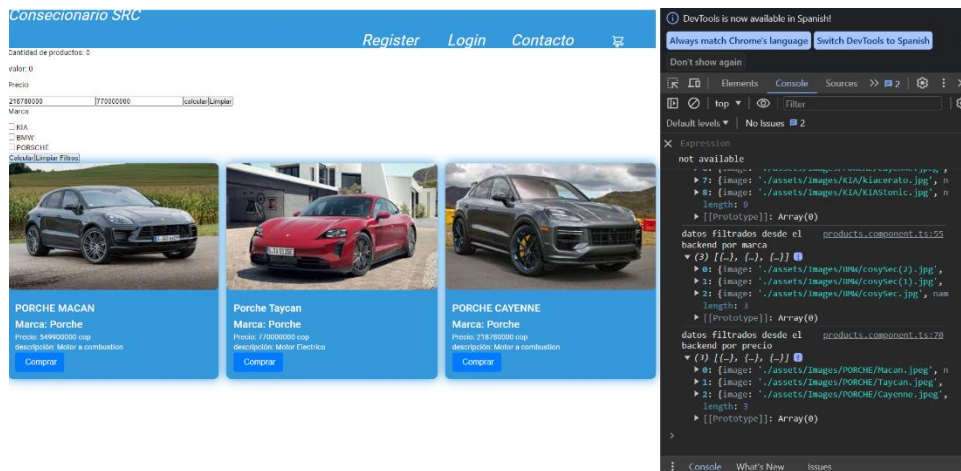 Consecionario SRC
Register Login Contacto
Cantidad de productos: 0
Valor: 0
Precio
218780000 770000000 calcular Limpiar
Marca
KIA
BMW
PORSCHE
Calcular Limpiar Filtros
PORCHE MACAN
Marca: Porche
Precio: 549900000 cop
descripción: Motor a combustion
Comprar
Porche Taycan
Marca: Porche
Precio: 770000000 cop
descripción: Motor Electrico
Comprar
PORCHE CAYENNE
Marca: Porche
Precio: 218780000 cop
descripción: Motor a combustion
Comprar
DevTools is now available in Spanish!
Always match Chrome's language Switch DevTools to Spanish
Don't show again
Elements Console Sources 2
top Filter
Default levels No Issues 2
Expression
not available
7: {image: './assets/Images/KIA/kiacerato.jpg', n
8: {image: './assets/Images/KIA/KIAStonic.jpg', n
length: 9
[[Prototype]]: Array(0)
datos filtrados desde el products.component.ts:55
backend por marca
(3) [{…}, {…}, {…}]
0: {image: './assets/Images/BMW/cosySec(2).jpg',
1: {image: './assets/Images/BMW/cosySec(1).jpg',
2: {image: './assets/Images/BMW/cosySec.jpg', nam
length: 3
[[Prototype]]: Array(0)
datos filtrados desde el products.component.ts:70
backend por precio
(3) [{…}, {…}, {…}]
0: {image: './assets/Images/PORCHE/Macan.jpeg', n
1: {image: './assets/Images/PORCHE/Taycan.jpeg',
2: {image: './assets/Images/PORCHE/Cayenne.jpeg',
length: 3
[[Prototype]]: Array(0)
Console What's New Issues